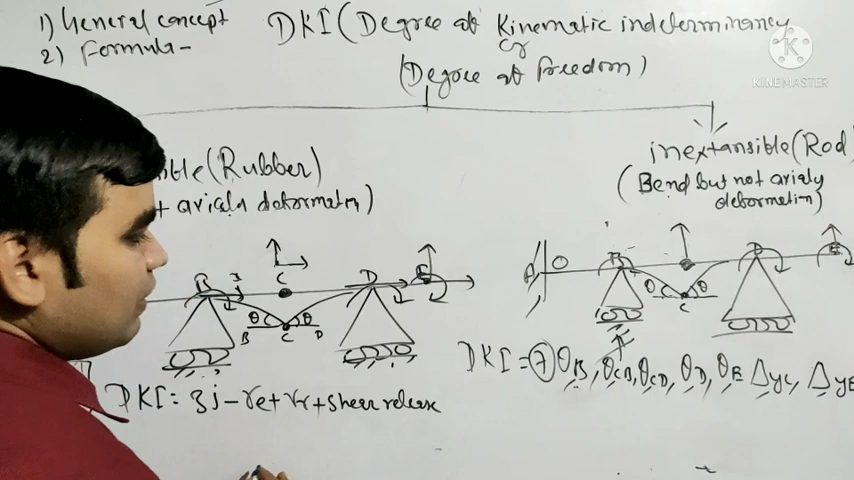 1) General concept
2) Formula-
DKI (Degree of Kinematic indeterminancy
or
(Degree of freedom)
(Rubber)
+ axialy deformation)
inextansible (Rod
(Bend but not axialy
deformation)
B C D
θ θ
B C D
A B D
θ C θ
DKI: 3j-re+rr+shear release
DKI = 7 θB, θCB, θCD, θD, θE ΔyC, ΔyE
K
KINEMASTER